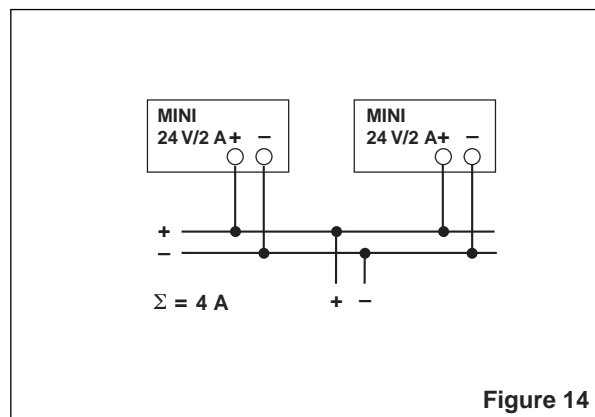 MINI
24 V/2 A + –
MINI
24 V/2 A + –
+
–
Σ = 4 A
+ –
Figure 14